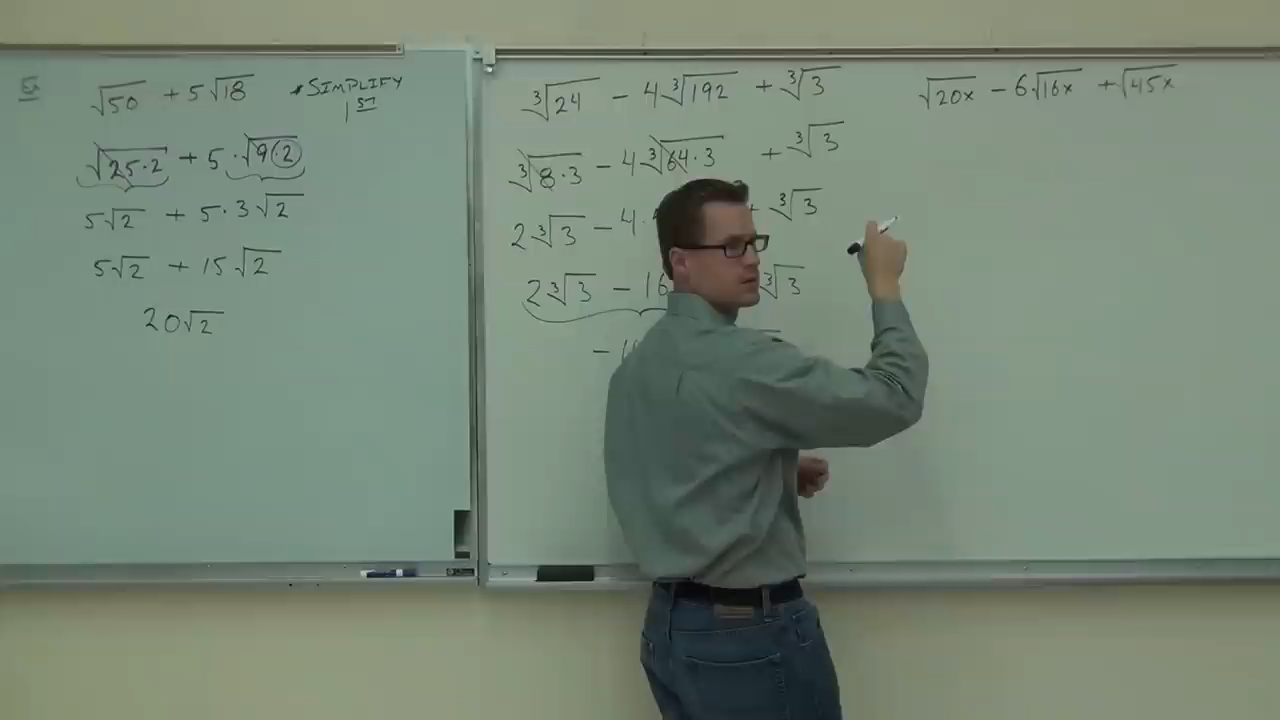 Ex √50 + 5√18 *SIMPLIFY 1ST
√25·2 + 5·√9·2
5√2 + 5·3√2
5√2 + 15√2
20√2
∛24 − 4∛192 + ∛3
∛8·3 − 4∛64·3 + ∛3
2∛3 − 4· + ∛3
2∛3 − 16 ∛3
−
√20x − 6√16x + √45x